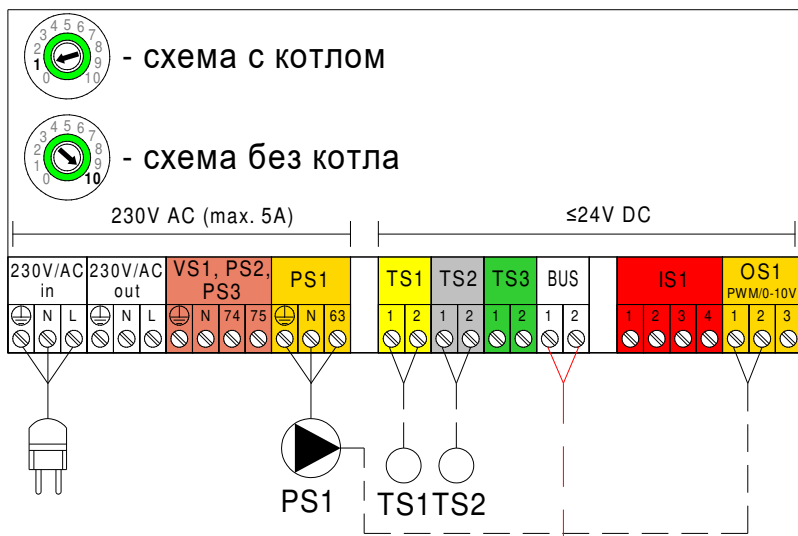 0 1 2 3 4 5 6 7 8 9 10
- схема с котлом
0 1 2 3 4 5 6 7 8 9 10
- схема без котла
230V AC (max. 5A) ≤24V DC
230V/AC in 230V/AC out VS1, PS2, PS3 PS1 TS1 TS2 TS3 BUS IS1 OS1 PWM/0-10V
N L N L N 74 75 N 63 1 2 1 2 1 2 1 2 1 2 3 4 1 2 3
PS1 TS1 TS2